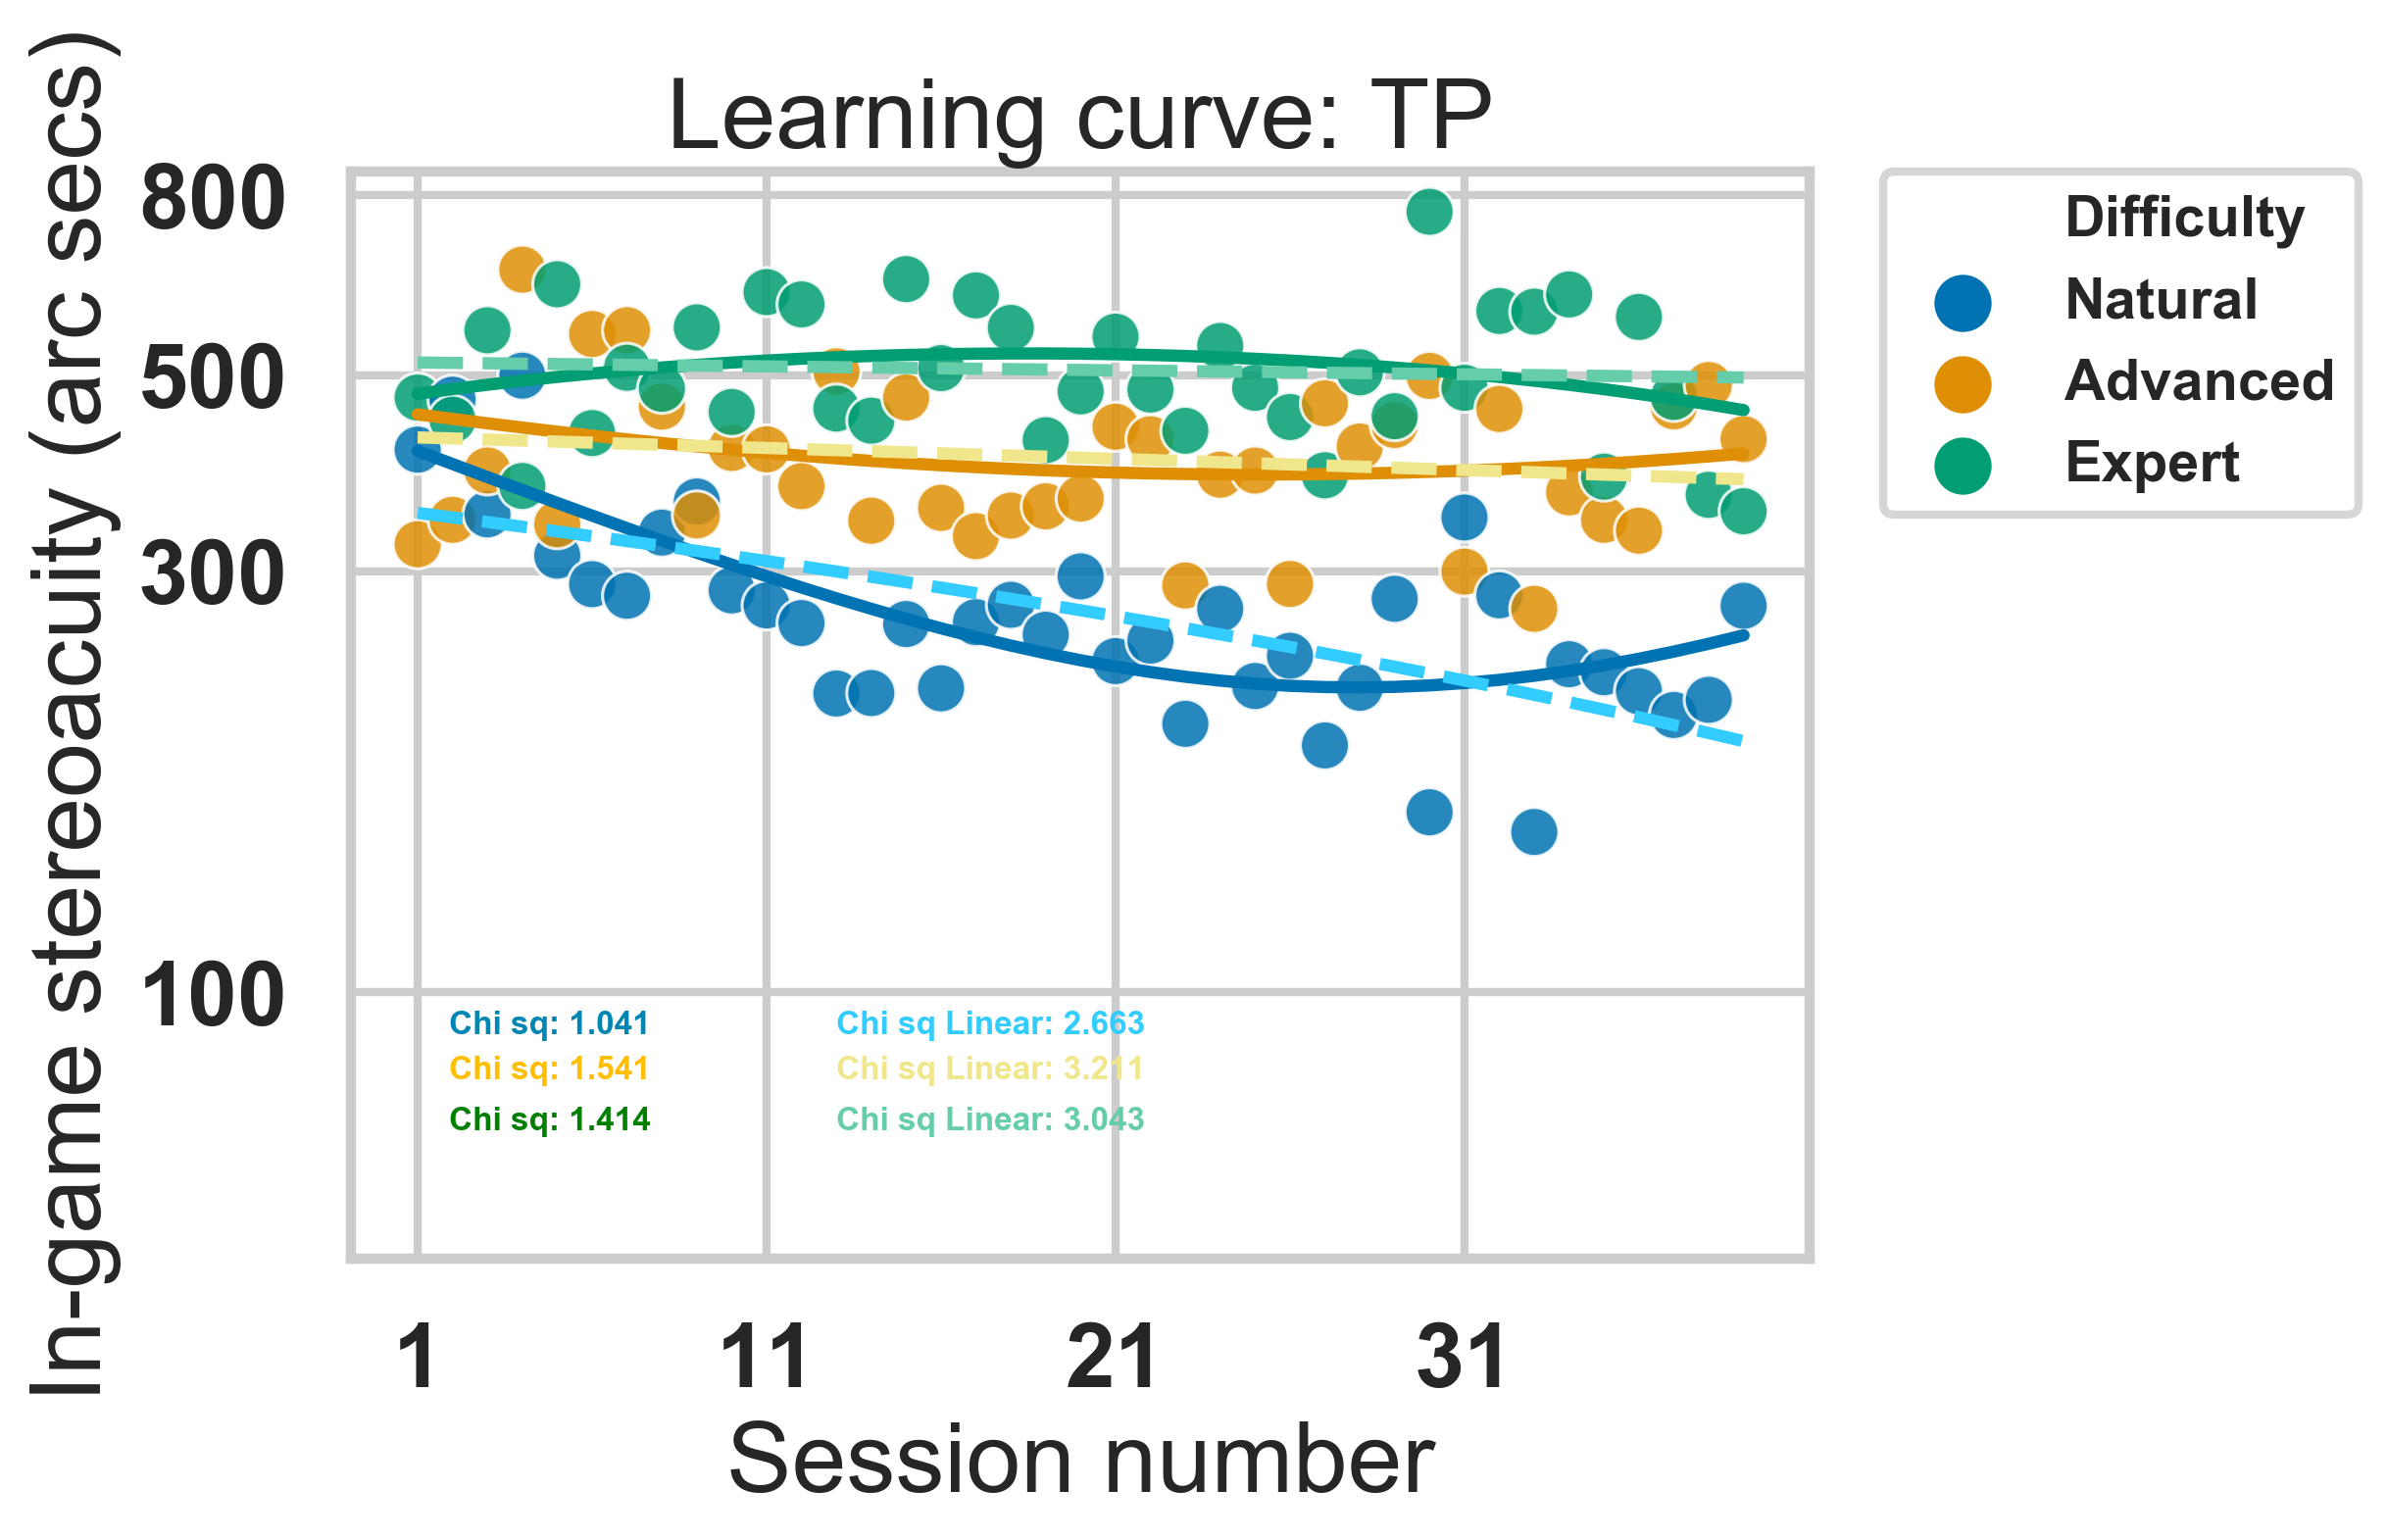 Learning curve: TP
In-game stereoacuity (arc secs)
800
500
300
100
Difficulty
Natural
Advanced
Expert
Chi sq: 1.041
Chi sq Linear: 2.663
Chi sq: 1.541
Chi sq Linear: 3.211
Chi sq: 1.414
Chi sq Linear: 3.043
1 11 21 31
Session number